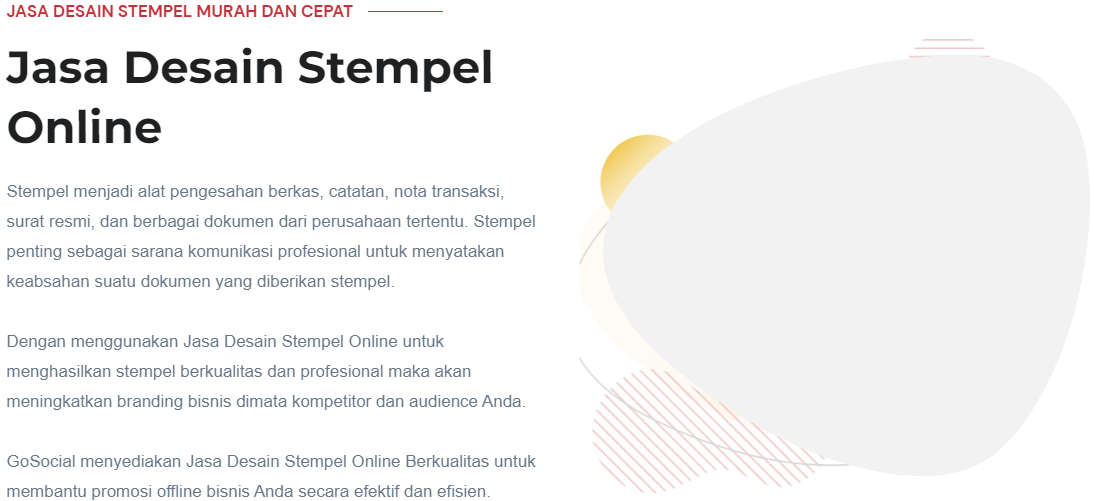 JASA DESAIN STEMPEL MURAH DAN CEPAT
Jasa Desain Stempel
Online
Stempel menjadi alat pengesahan berkas, catatan, nota transaksi,
surat resmi, dan berbagai dokumen dari perusahaan tertentu. Stempel
penting sebagai sarana komunikasi profesional untuk menyatakan
keabsahan suatu dokumen yang diberikan stempel.
Dengan menggunakan Jasa Desain Stempel Online untuk
menghasilkan stempel berkualitas dan profesional maka akan
meningkatkan branding bisnis dimata kompetitor dan audience Anda.
GoSocial menyediakan Jasa Desain Stempel Online Berkualitas untuk
membantu promosi offline bisnis Anda secara efektif dan efisien.